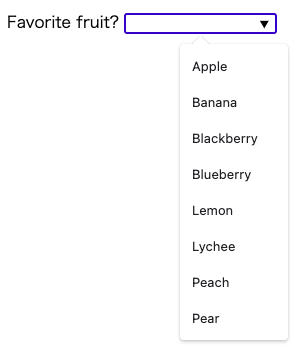 Favorite fruit?
Apple
Banana
Blackberry
Blueberry
Lemon
Lychee
Peach
Pear